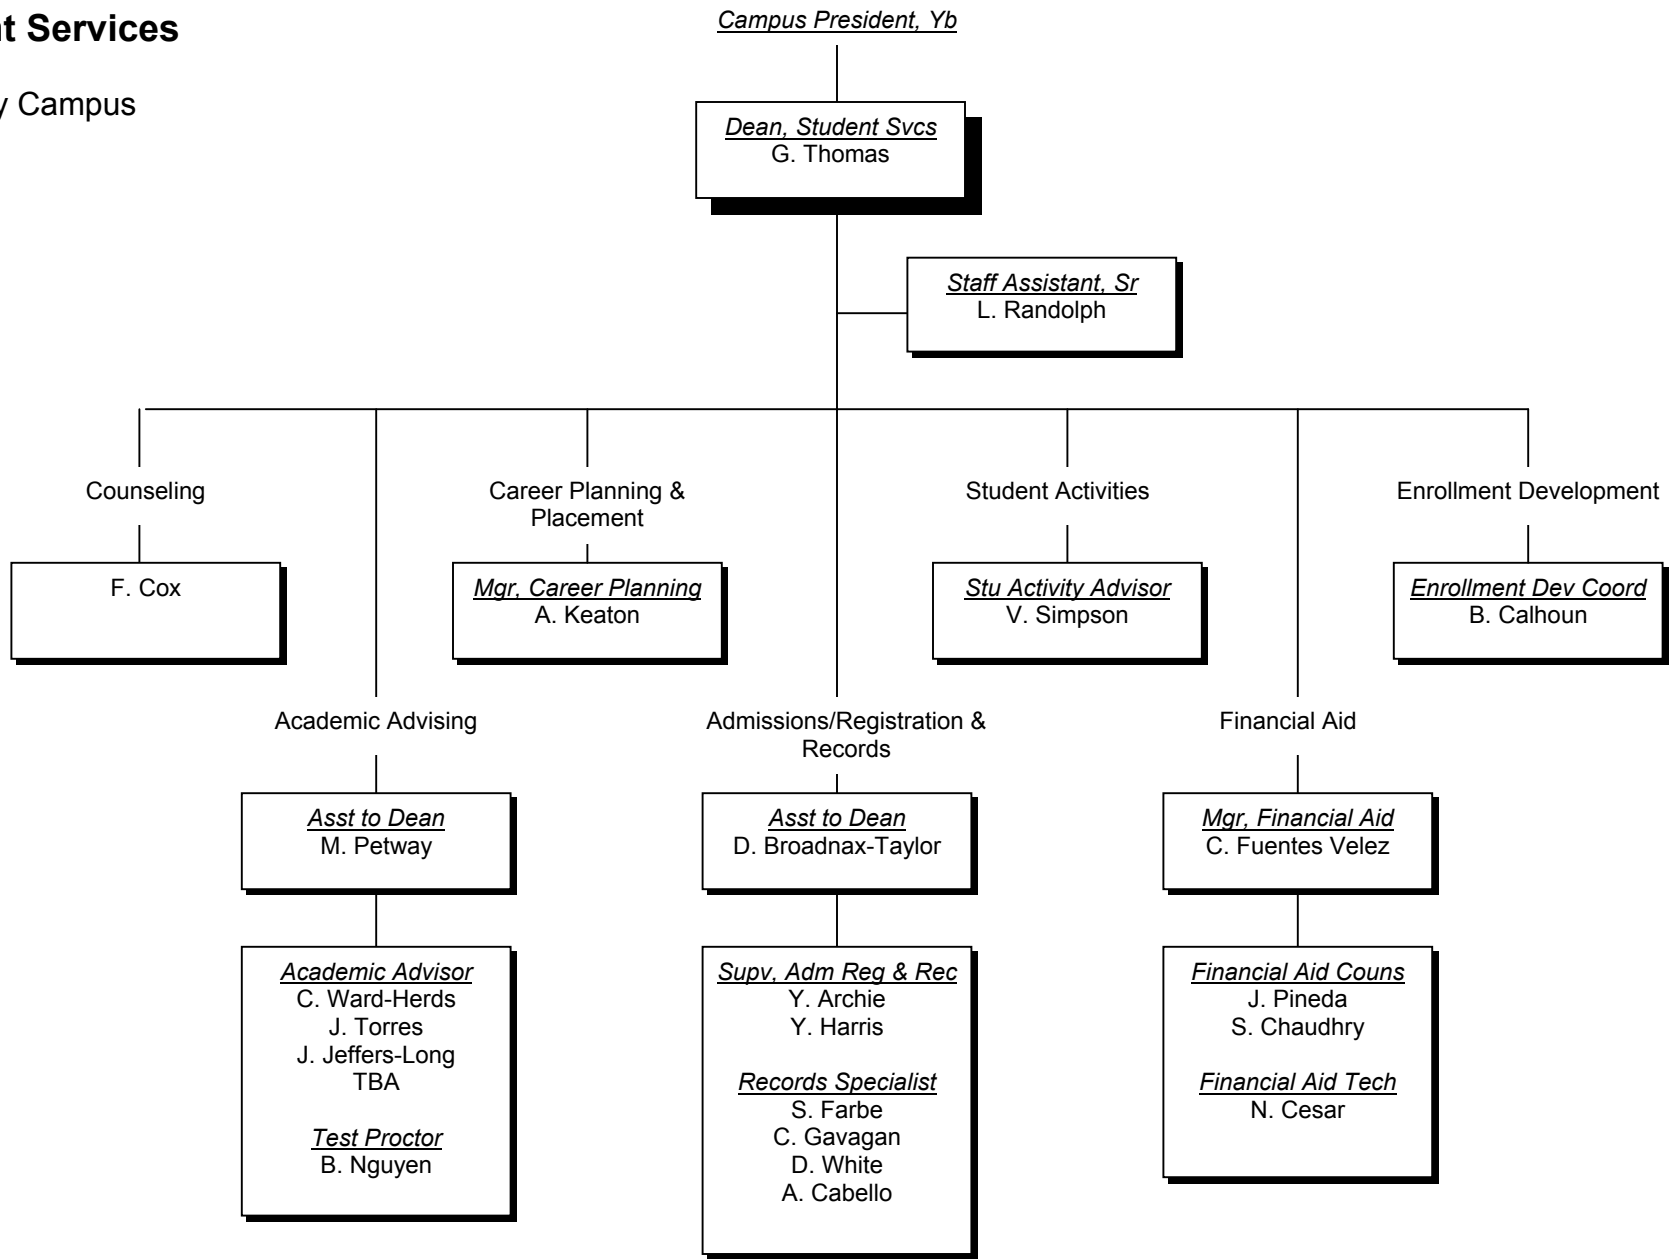 t Services
Campus President, Yb
y Campus
Dean, Student Svcs
G. Thomas
Staff Assistant, Sr
L. Randolph
Counseling
Career Planning &
Placement
Student Activities
Enrollment Development
F. Cox
Mgr, Career Planning
A. Keaton
Stu Activity Advisor
V. Simpson
Enrollment Dev Coord
B. Calhoun
Academic Advising
Admissions/Registration &
Records
Financial Aid
Asst to Dean
M. Petway
Asst to Dean
D. Broadnax-Taylor
Mgr, Financial Aid
C. Fuentes Velez
Academic Advisor
C. Ward-Herds
J. Torres
J. Jeffers-Long
TBA
Test Proctor
B. Nguyen
Supv, Adm Reg & Rec
Y. Archie
Y. Harris
Records Specialist
S. Farbe
C. Gavagan
D. White
A. Cabello
Financial Aid Couns
J. Pineda
S. Chaudhry
Financial Aid Tech
N. Cesar